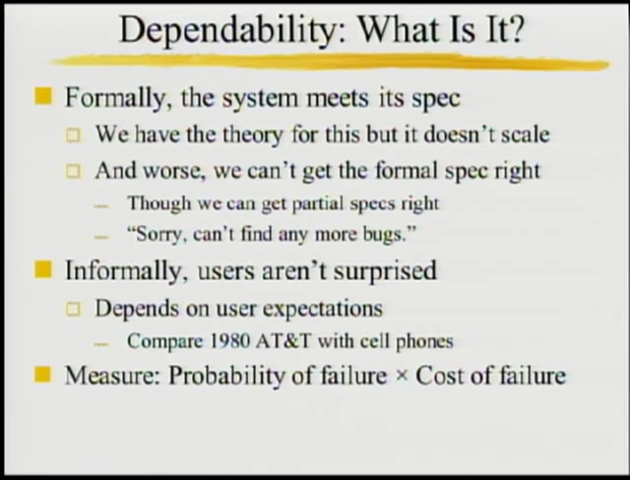 Dependability: What Is It?
Formally, the system meets its spec
We have the theory for this but it doesn't scale
And worse, we can't get the formal spec right
Though we can get partial specs right
"Sorry, can't find any more bugs."
Informally, users aren't surprised
Depends on user expectations
Compare 1980 AT&T with cell phones
Measure: Probability of failure × Cost of failure